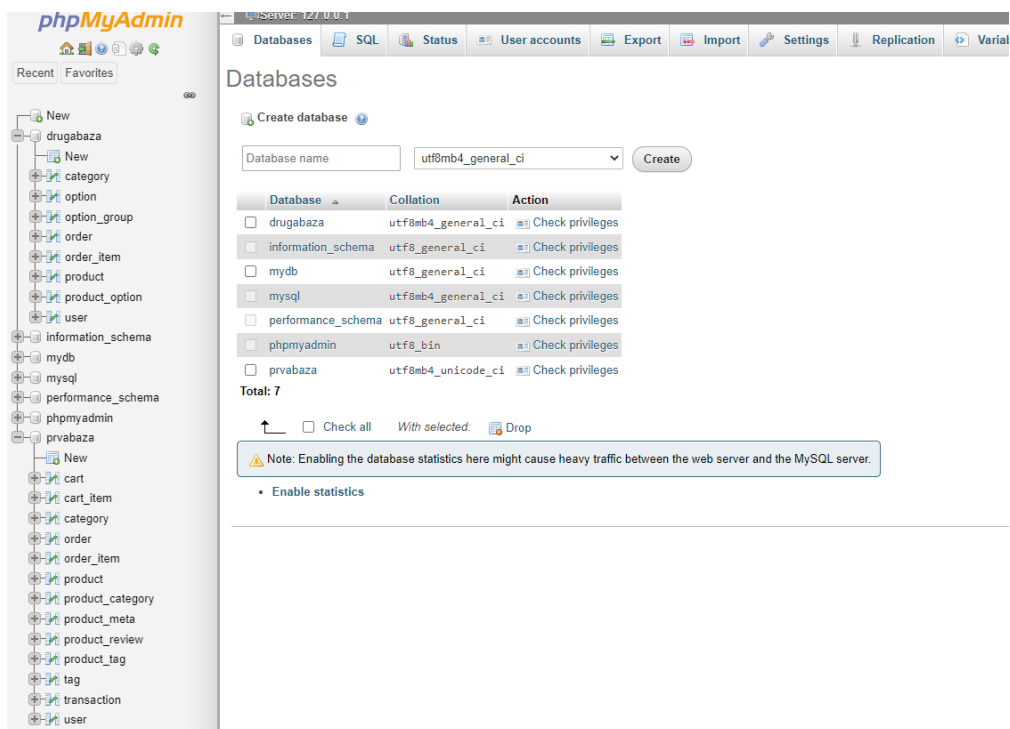 phpMyAdmin
Recent Favorites
New
drugabaza
New
category
option
option_group
order
order_item
product
product_option
user
information_schema
mydb
mysql
performance_schema
phpmyadmin
prvabaza
New
cart
cart_item
category
order
order_item
product
product_category
product_meta
product_review
product_tag
tag
transaction
user
Server: 127.0.0.1
Databases SQL Status User accounts Export Import Settings Replication Varial
Databases
Create database
Database name utf8mb4_general_ci Create
Database Collation Action
drugabaza utf8mb4_general_ci Check privileges
information_schema utf8_general_ci Check privileges
mydb utf8_general_ci Check privileges
mysql utf8mb4_general_ci Check privileges
performance_schema utf8_general_ci Check privileges
phpmyadmin utf8_bin Check privileges
prvabaza utf8mb4_unicode_ci Check privileges
Total: 7
Check all With selected: Drop
Note: Enabling the database statistics here might cause heavy traffic between the web server and the MySQL server.
• Enable statistics